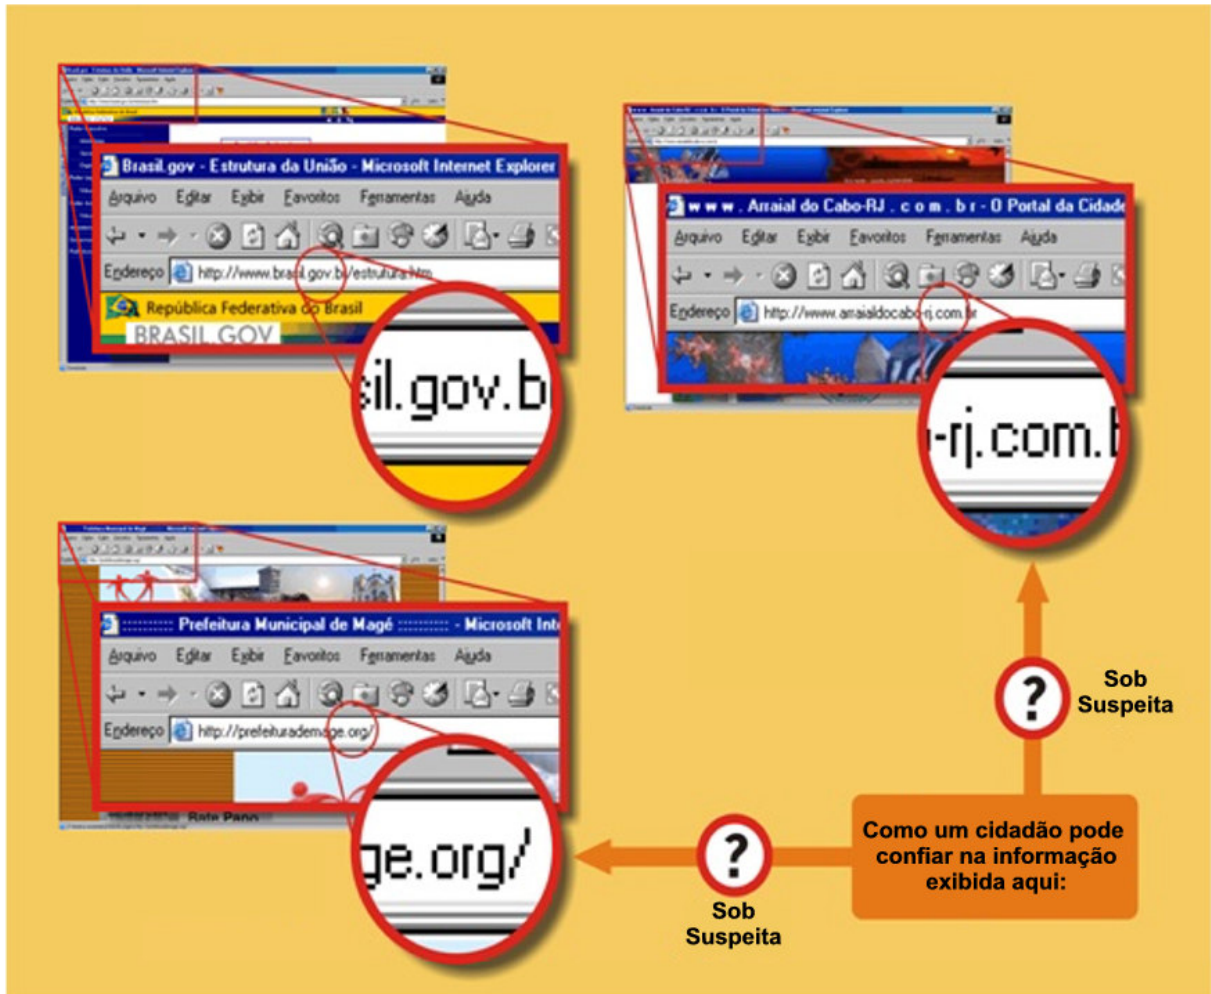 Brasil.gov - Estrutura da União - Microsoft Internet Explorer
Arquivo Editar Exibir Favoritos Ferramentas Ajuda
Endereço http://www.brasil.gov.br/estrutura.htm
República Federativa do Brasil
BRASIL.GOV
sil.gov.b
w w w . Arraial do Cabo-RJ . c o m . b r - O Portal da Cidade
Arquivo Editar Exibir Favoritos Ferramentas Ajuda
Endereço http://www.arraialdocabo-rj.com.br
-rj.com.b
:::::::::: Prefeitura Municipal de Magé :::::::::: - Microsoft Int
Arquivo Editar Exibir Favoritos Ferramentas Ajuda
Endereço http://prefeiturademage.org/
Bate Papo
ge.org/
?
Sob
Suspeita
?
Sob
Suspeita
Como um cidadão pode
confiar na informação
exibida aqui: